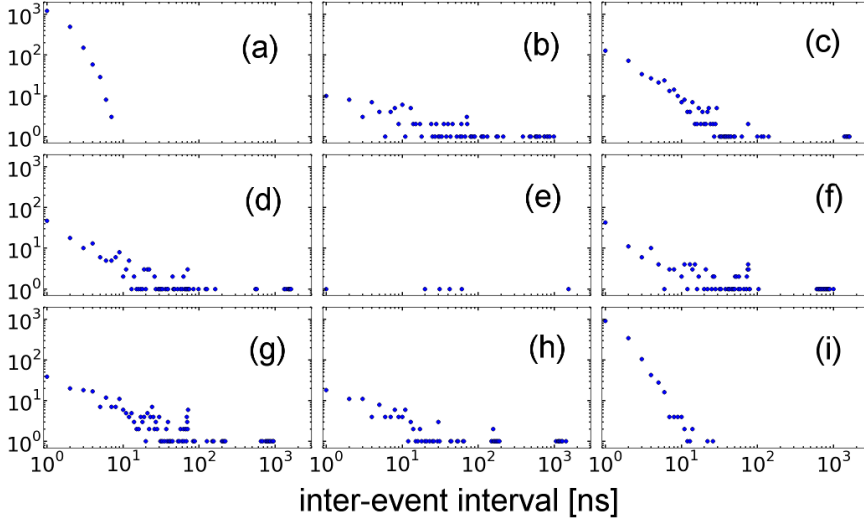 10³
10²
10¹
10⁰
(a)
(b)
(c)
10³
10²
10¹
10⁰
(d)
(e)
(f)
10³
10²
10¹
10⁰
(g)
(h)
(i)
10⁰ 10¹ 10² 10³ 10⁰ 10¹ 10² 10³ 10⁰ 10¹ 10² 10³
inter-event interval [ns]